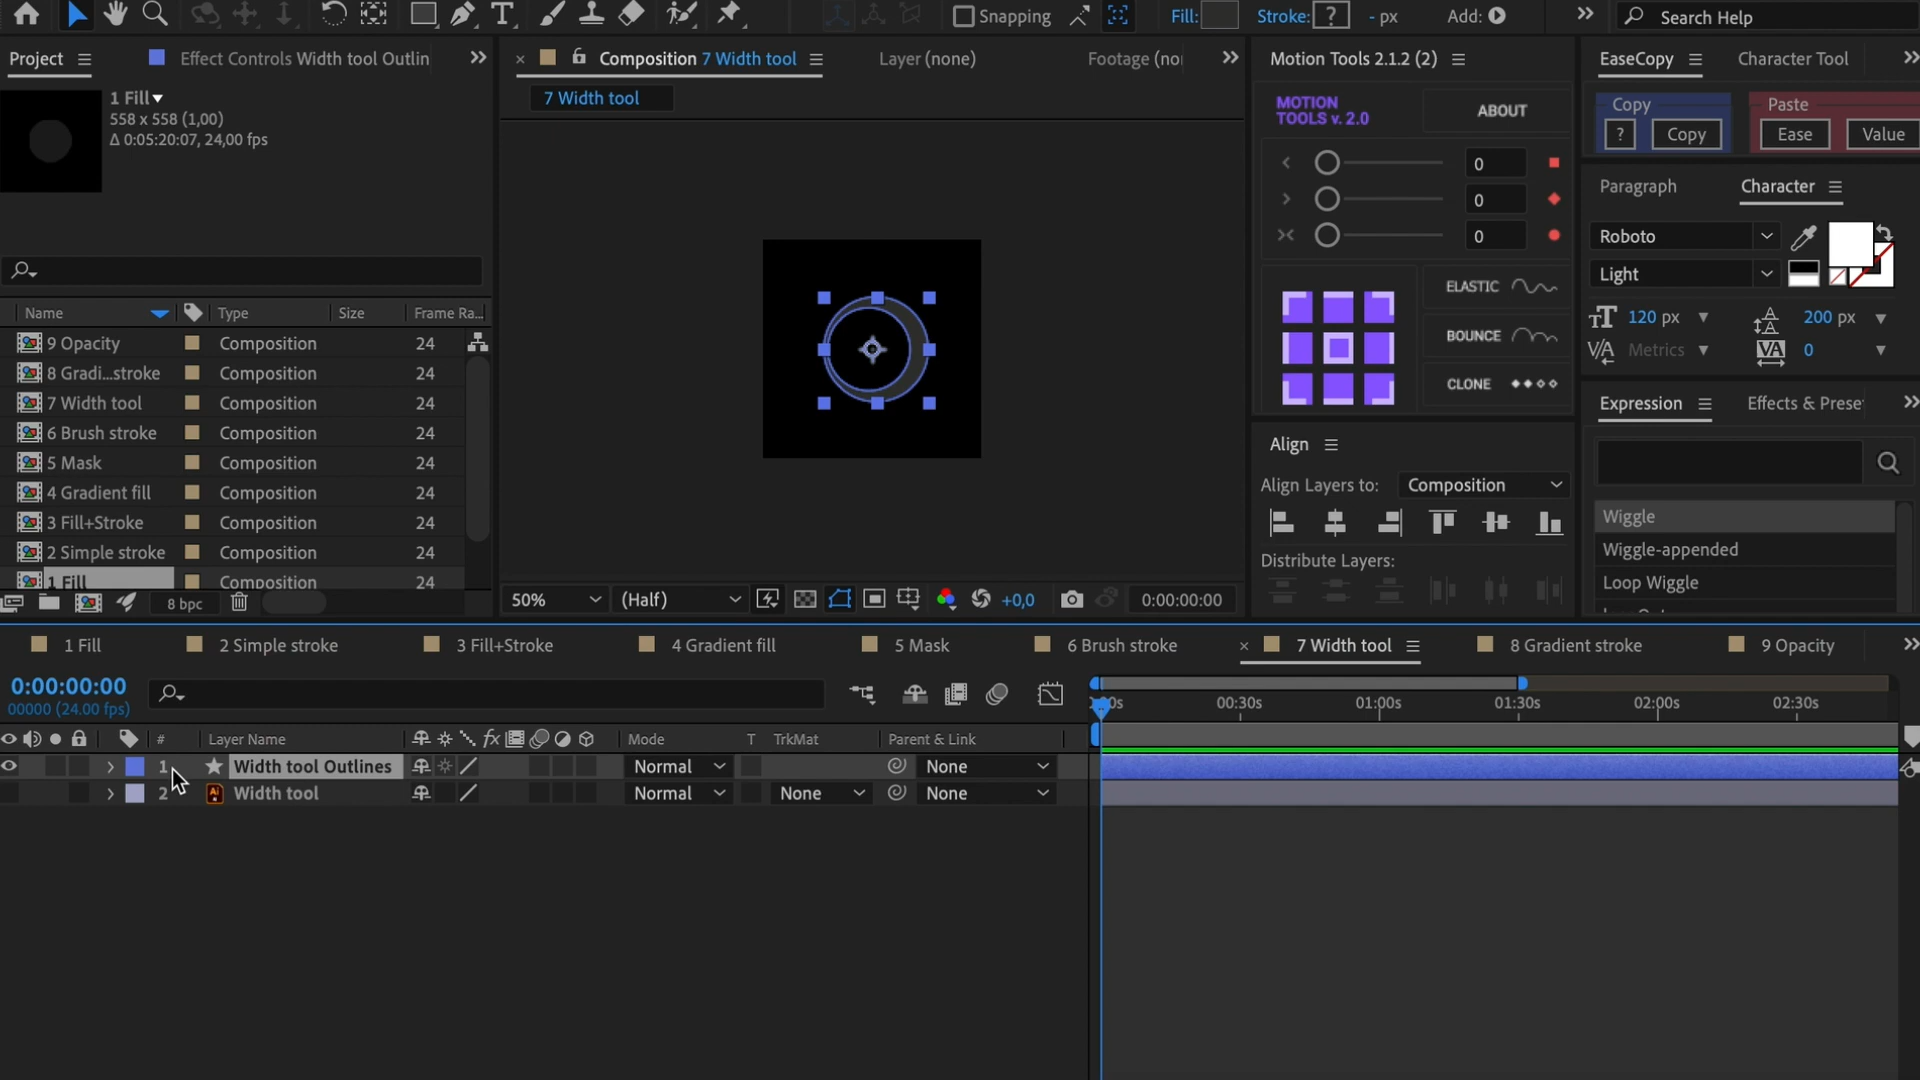 Snapping
Fill:
Stroke:
?
- px
Add:
Search Help
Project
Effect Controls Width tool Outlin
Composition 7 Width tool
Layer (none)
Footage (no
Motion Tools 2.1.2 (2)
EaseCopy
Character Tool
1 Fill
558 x 558 (1,00)
Δ 0:05:20:07, 24,00 fps
7 Width tool
MOTION
TOOLS v. 2.0
ABOUT
Copy
Paste
?
Copy
Ease
Value
0
0
0
Paragraph
Character
Roboto
Light
ELASTIC
BOUNCE
CLONE
120 px
200 px
Metrics
0
Name
Type
Size
Frame Ra...
9 Opacity Composition 24
8 Gradi...stroke Composition 24
7 Width tool Composition 24
6 Brush stroke Composition 24
5 Mask Composition 24
4 Gradient fill Composition 24
3 Fill+Stroke Composition 24
2 Simple stroke Composition 24
1 Fill Composition 24
8 bpc
50%
(Half)
+0,0
0:00:00:00
Align
Align Layers to:
Composition
Distribute Layers:
Expression
Effects & Prese
Wiggle
Wiggle-appended
Loop Wiggle
1 Fill
2 Simple stroke
3 Fill+Stroke
4 Gradient fill
5 Mask
6 Brush stroke
7 Width tool
8 Gradient stroke
9 Opacity
0:00:00:00
00000 (24.00 fps)
00s
00:30s
01:00s
01:30s
02:00s
02:30s
#
Layer Name
fx
Mode
T TrkMat
Parent & Link
1 Width tool Outlines Normal None
2 Ai Width tool Normal None None